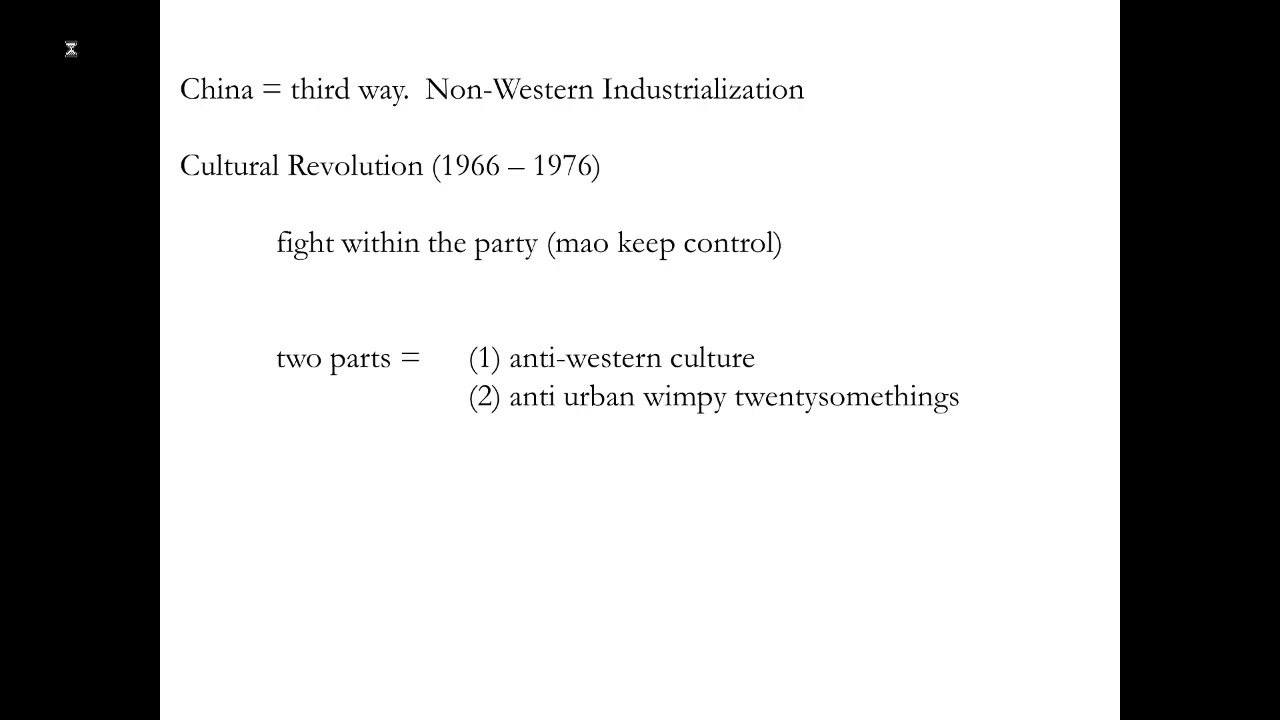 China = third way.  Non-Western Industrialization
Cultural Revolution (1966 – 1976)
fight within the party (mao keep control)
two parts = (1) anti-western culture
(2) anti urban wimpy twentysomethings